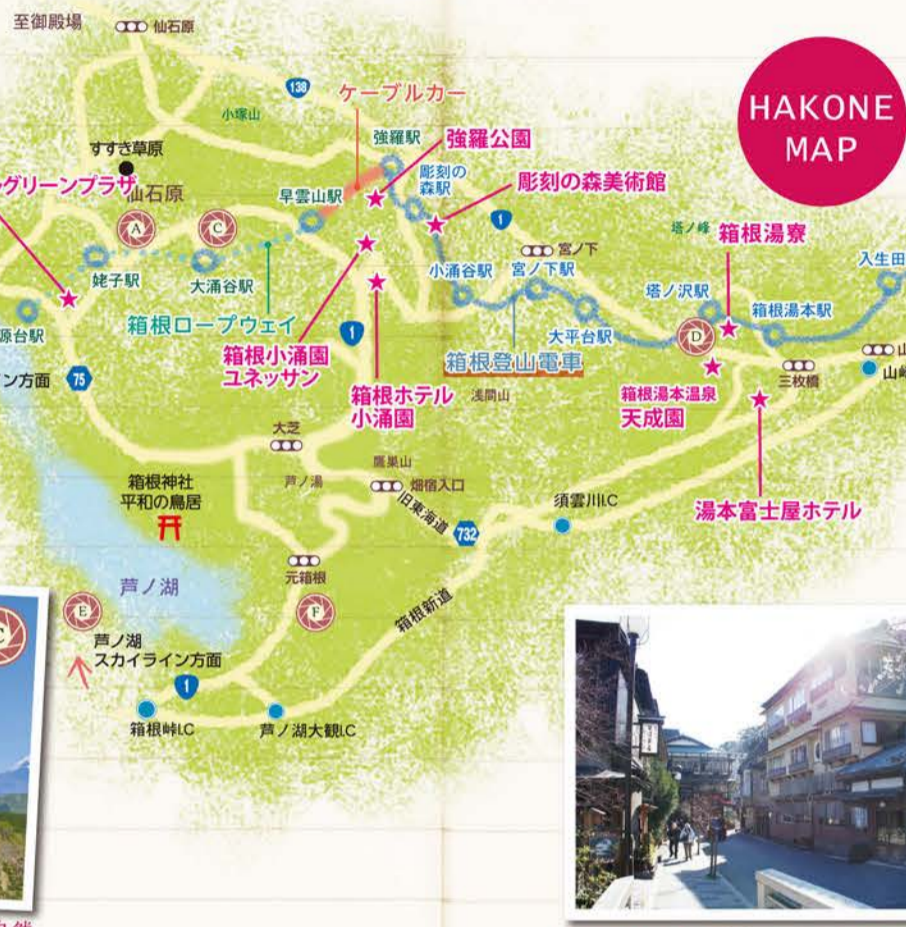 至御殿場
仙石原
138
小塚山
ケーブルカー
HAKONE
MAP
強羅駅
強羅公園
すすき草原
グリーンプラザ
仙石原
早雲山駅
彫刻の
森駅
彫刻の森美術館
A
C
1
塔ノ峰
箱根湯寮
宮ノ下
姥子駅
大涌谷駅
小涌谷駅
宮ノ下駅
塔ノ沢駅
入生田
源台駅
箱根ロープウェイ
大平台駅
箱根湯本駅
D
1
箱根小涌園
ユネッサン
箱根登山電車
ン方面
75
三枚橋
山
山崎
箱根ホテル
小涌園
浅間山
箱根湯本温泉
天成園
大芝
芦ノ湯
鷹巣山
畑宿入口
箱根神社
平和の鳥居
旧東海道
732
須雲川I.C
湯本富士屋ホテル
元箱根
芦ノ湖
E
F
箱根新道
芦ノ湖
スカイライン方面
1
箱根峠I.C
芦ノ湖大観I.C
C